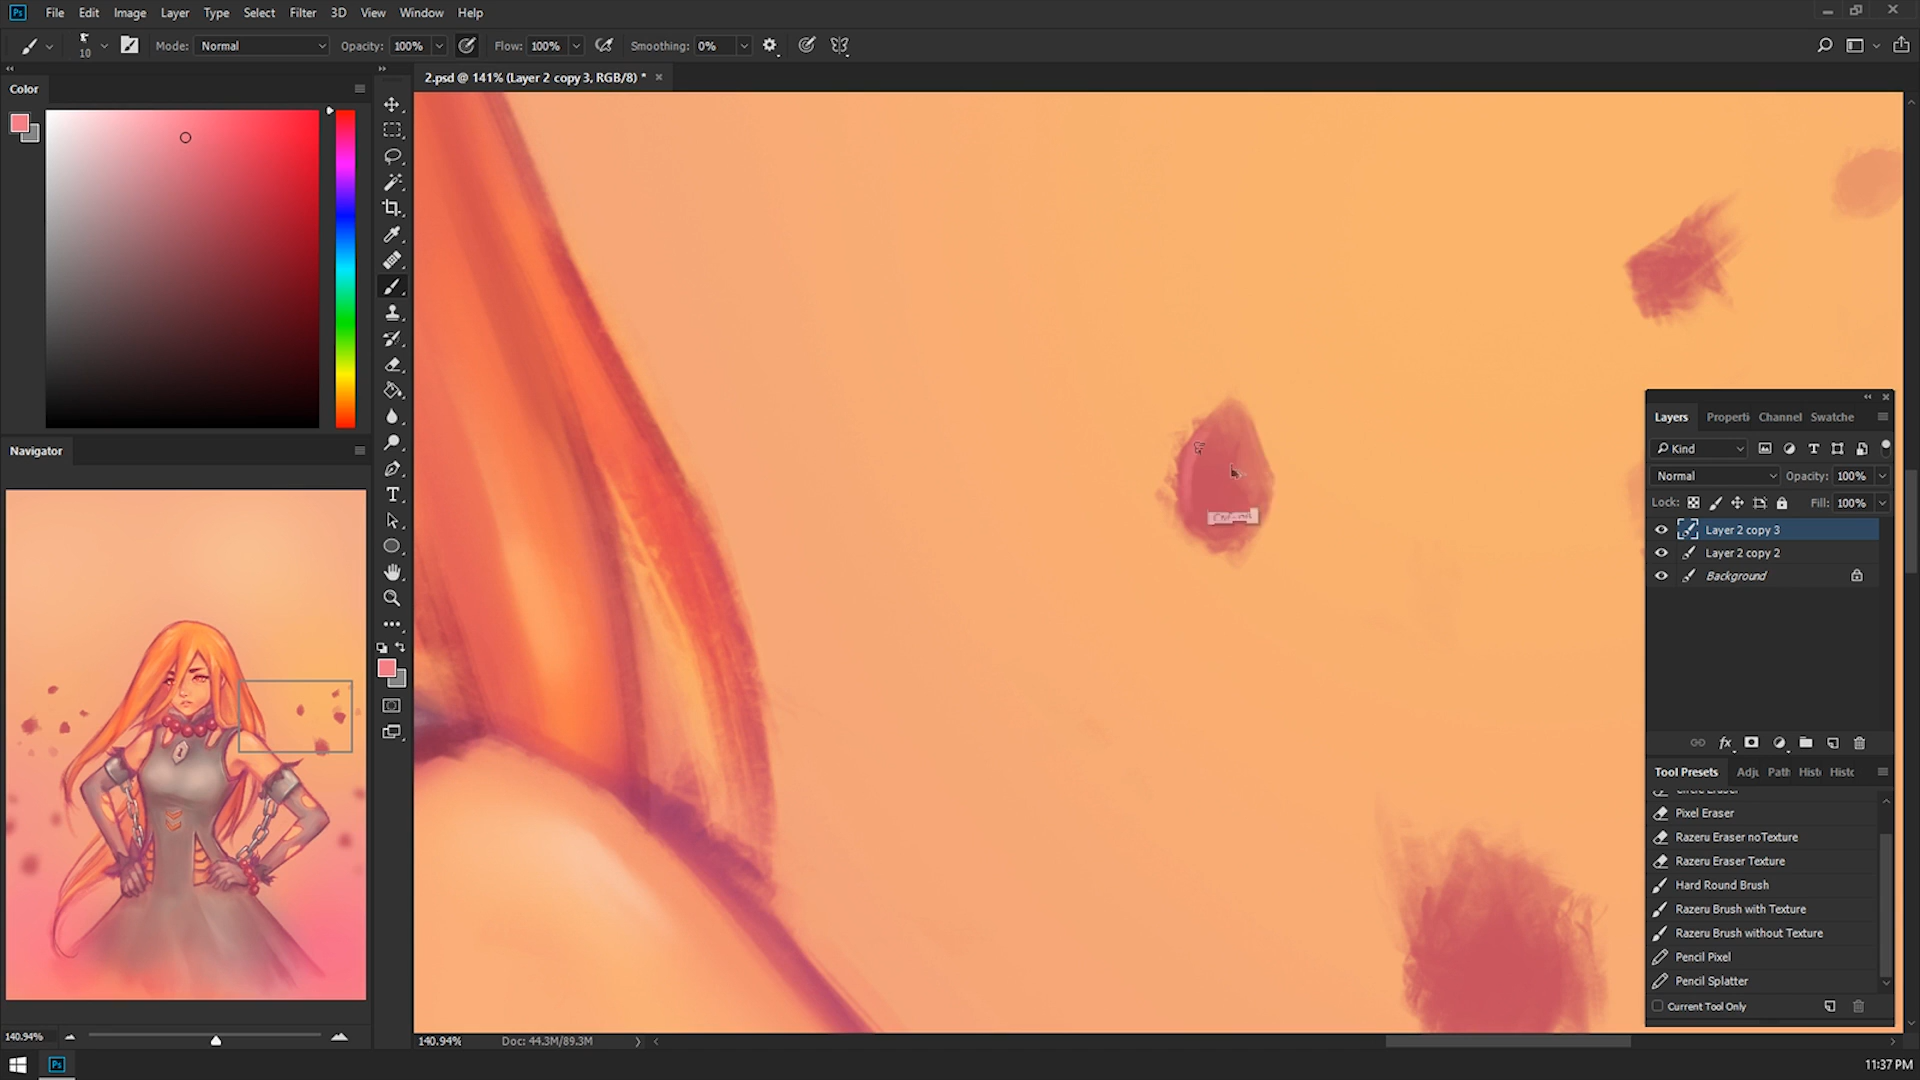 Ps File Edit Image Layer Type Select Filter 3D View Window Help
10 Mode: Normal Opacity: 100% Flow: 100% Smoothing: 0%
Color
2.psd @ 141% (Layer 2 copy 3, RGB/8) *
Navigator
Layers Properti Channel Swatche
Kind
Normal Opacity: 100%
Lock: Fill: 100%
Layer 2 copy 3
Layer 2 copy 2
Background
Tool Presets Adju Path Hist Histc
Pixel Eraser
Razeru Eraser noTexture
Razeru Eraser Texture
Hard Round Brush
Razeru Brush with Texture
Razeru Brush without Texture
Pencil Pixel
Pencil Splatter
Current Tool Only
140.94%
140.94% Doc: 44.3M/89.3M
Ps
11:37 PM